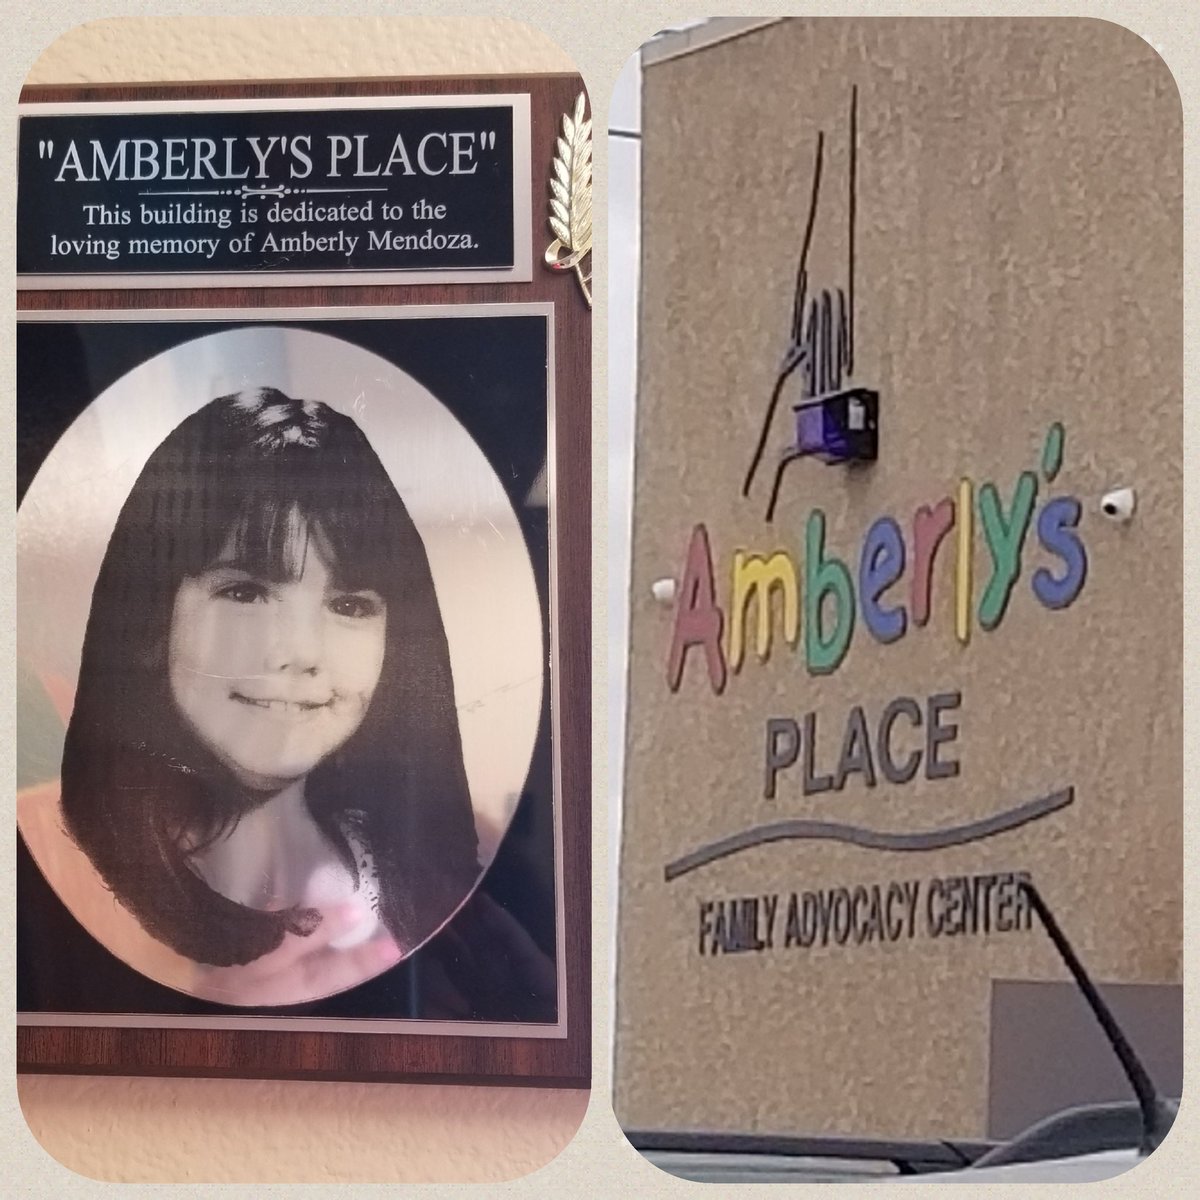 "AMBERLY'S PLACE"
This building is dedicated to the
loving memory of Amberly Mendoza.
Amberly's
PLACE
FAMILY ADVOCACY CENTER